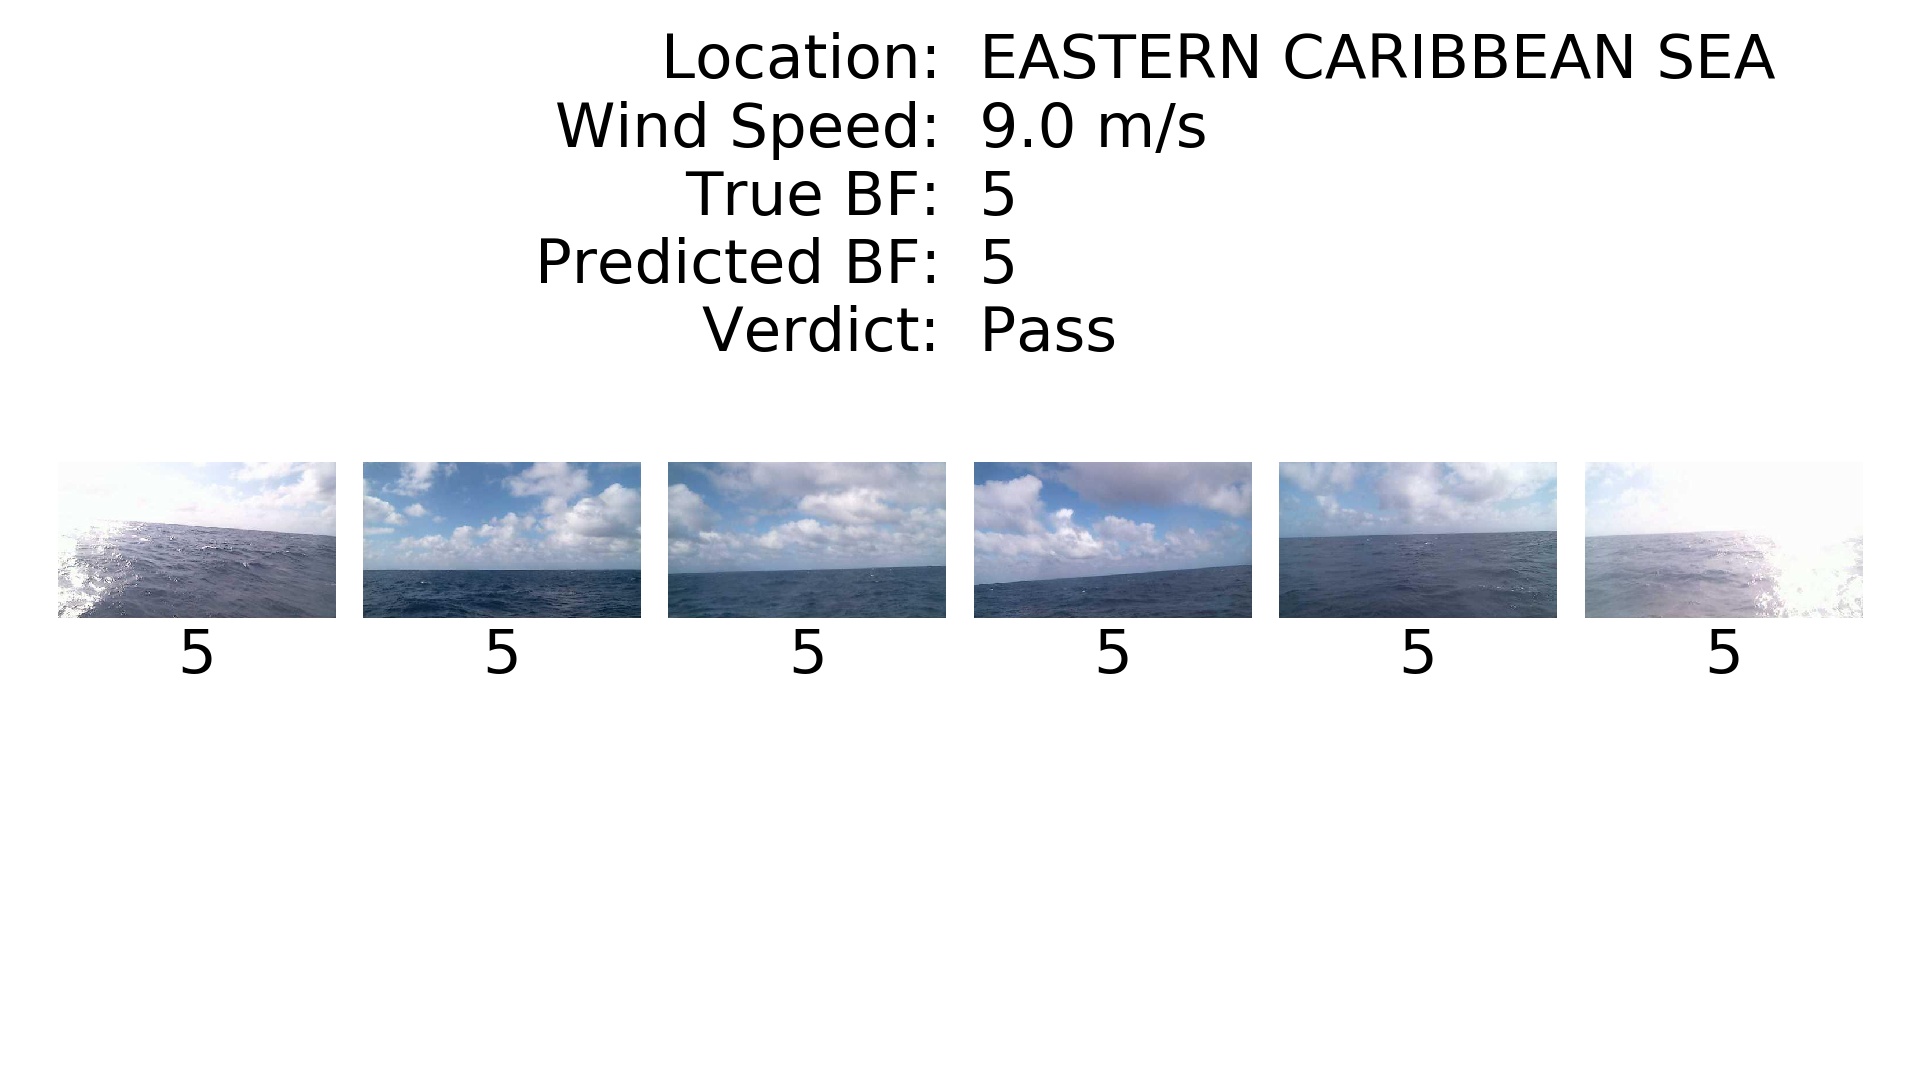 Location: EASTERN CARIBBEAN SEA
Wind Speed: 9.0 m/s
True BF: 5
Predicted BF: 5
Verdict: Pass
5 5 5 5 5 5